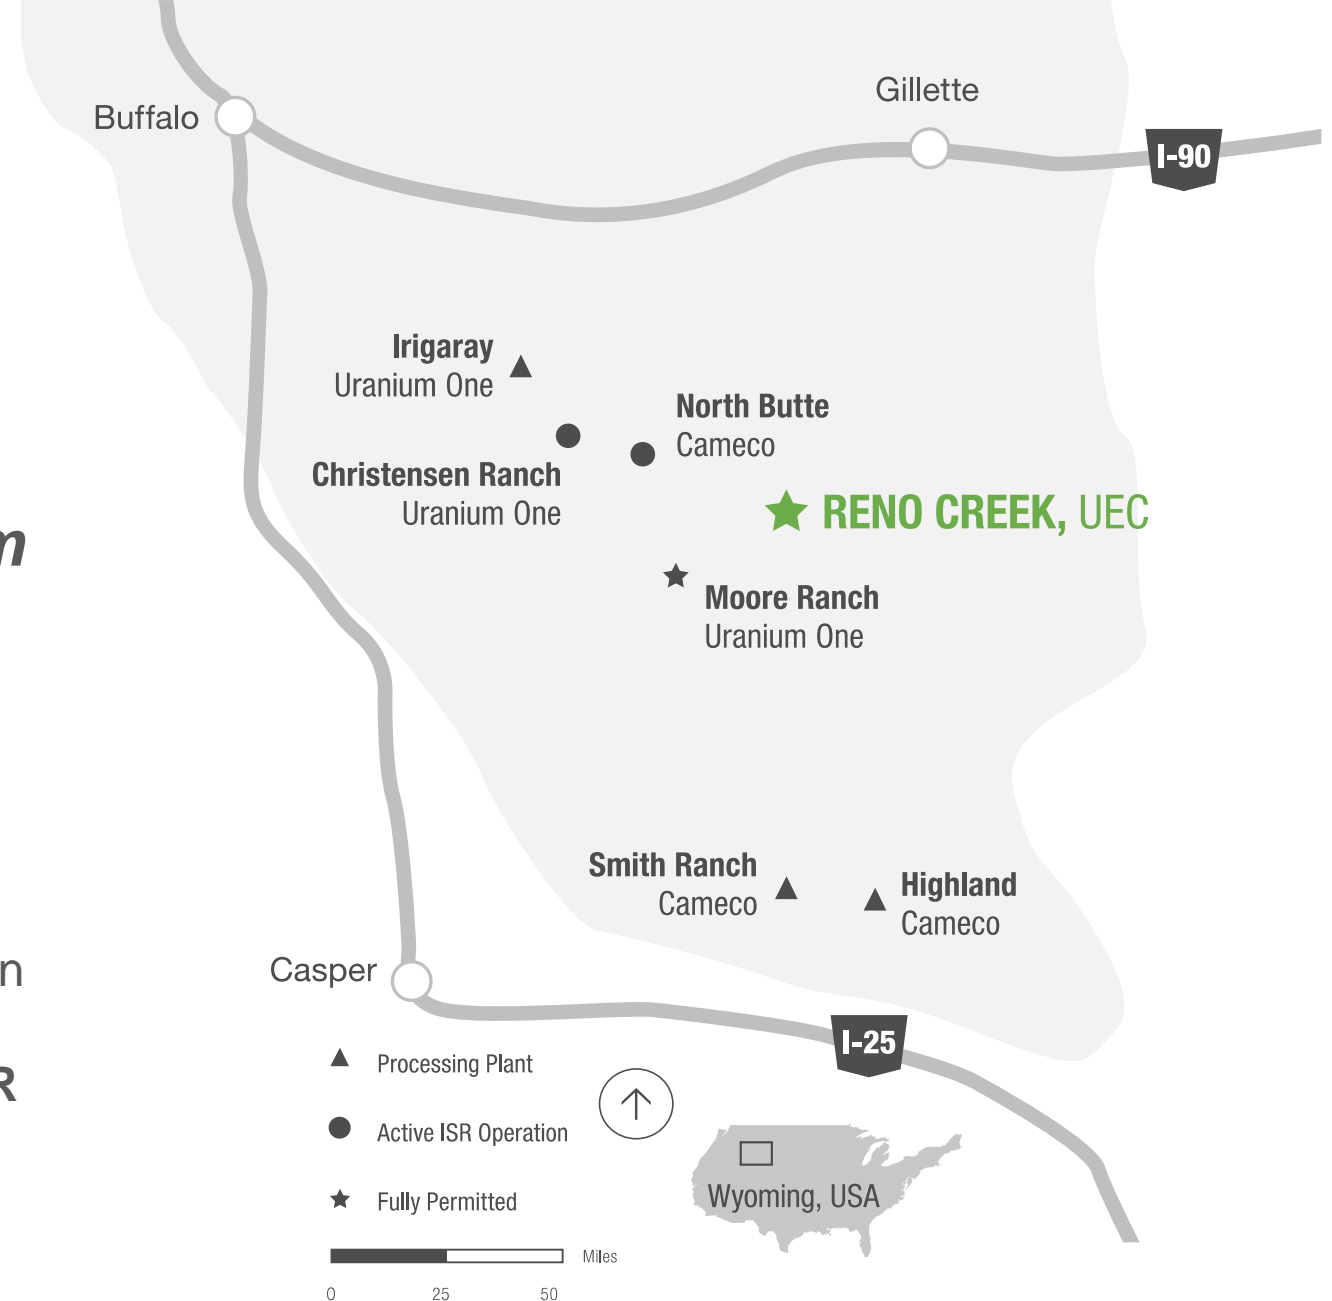 Gillette
Buffalo
I-90
Irigaray
Uranium One
North Butte
Cameco
Christensen Ranch
Uranium One
RENO CREEK, UEC
m
Moore Ranch
Uranium One
Smith Ranch
Cameco
Highland
Cameco
Casper
n
I-25
Processing Plant
R
Active ISR Operation
Fully Permitted
Wyoming, USA
Miles
0 25 50